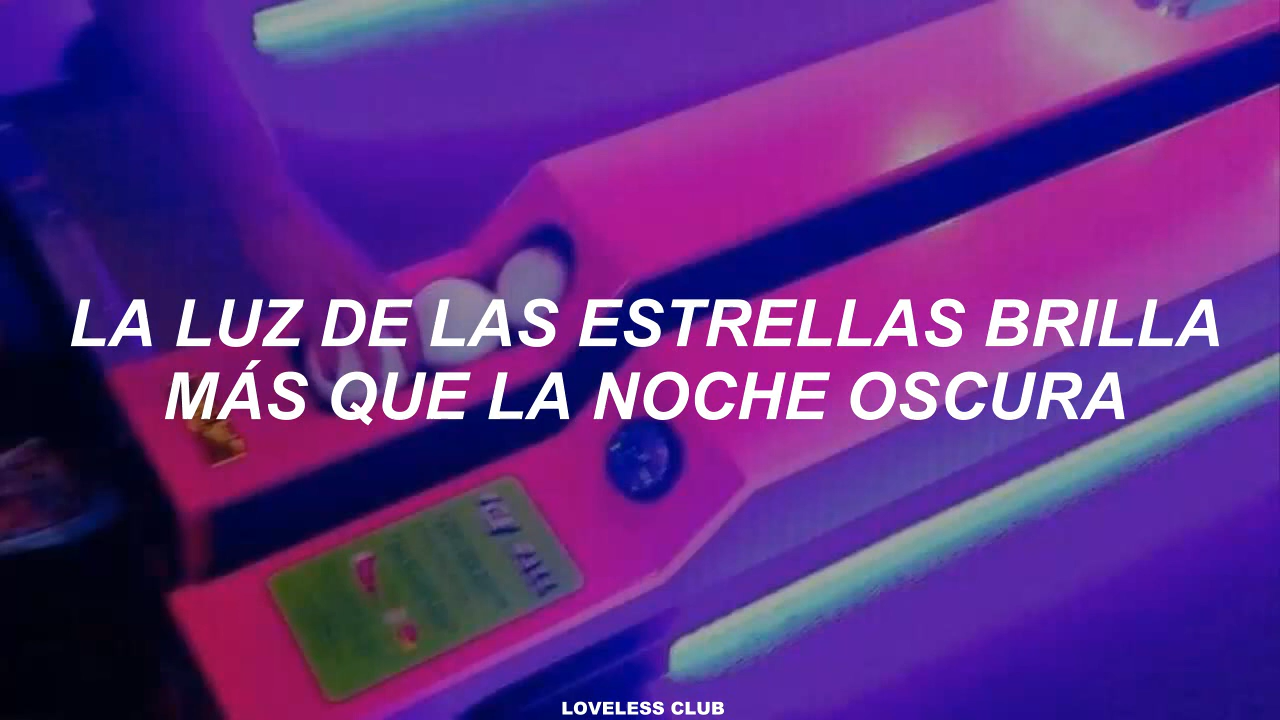 LA LUZ DE LAS ESTRELLAS BRILLA
MÁS QUE LA NOCHE OSCURA
LOVELESS CLUB